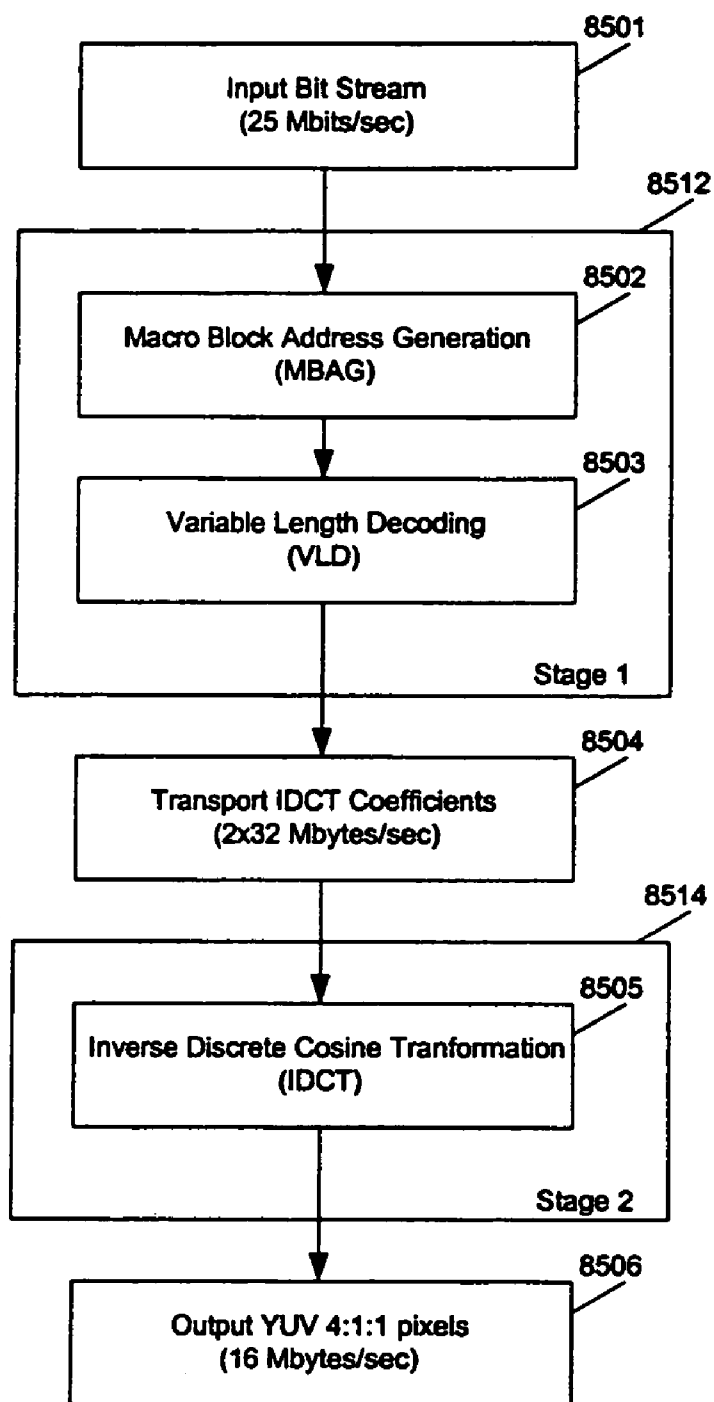 8501
Input Bit Stream
(25 Mbits/sec)
8512
8502
Macro Block Address Generation
(MBAG)
8503
Variable Length Decoding
(VLD)
Stage 1
8504
Transport IDCT Coefficients
(2x32 Mbytes/sec)
8514
8505
Inverse Discrete Cosine Tranformation
(IDCT)
Stage 2
8506
Output YUV 4:1:1 pixels
(16 Mbytes/sec)